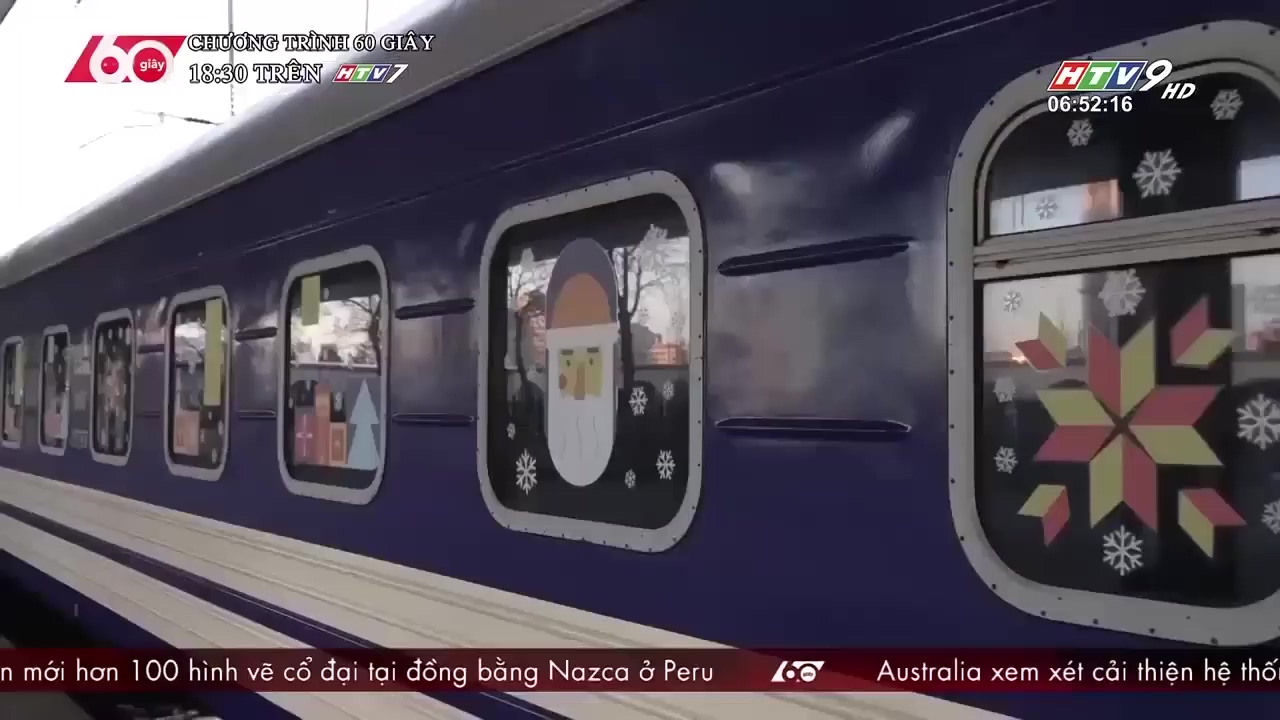 60 giây
CHƯƠNG TRÌNH 60 GIÂY
18:30 TRÊN HTV7
HTV9 HD
06:52:16
n mới hơn 100 hình vẽ cổ đại tại đồng bằng Nazca ở Peru
60 giây
Australia xem xét cải thiện hệ thố